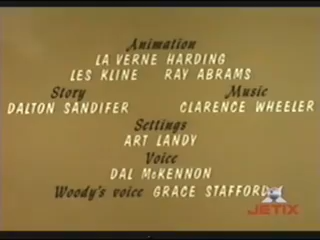 Animation
LA VERNE HARDING
LES KLINE RAY ABRAMS
Story Music
DALTON SANDIFER CLARENCE WHEELER
Settings
ART LANDY
Voice
DAL McKENNON
Woody's voice GRACE STAFFORD
JETIX